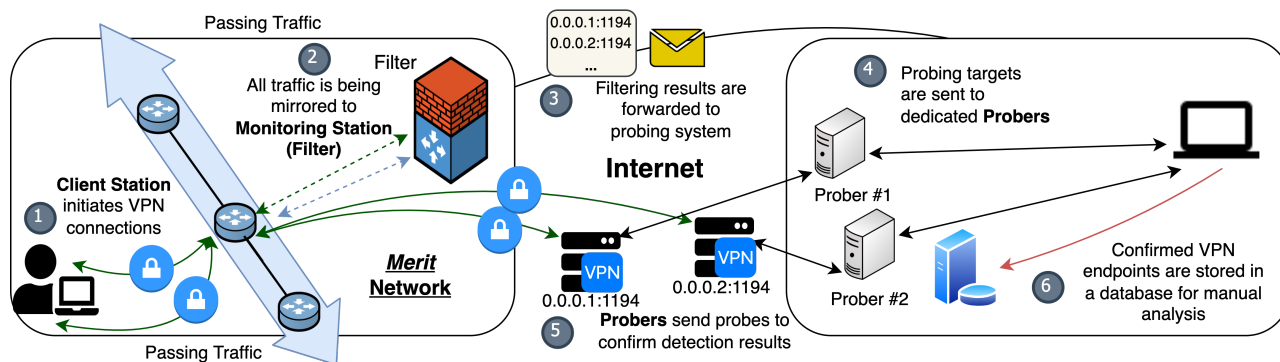 Passing Traffic
2
All traffic is being
mirrored to
Monitoring Station
(Filter)
Filter
0.0.0.1:1194
0.0.0.2:1194
...
3
Filtering results are
forwarded to
probing system
Internet
4
Probing targets
are sent to
dedicated Probers
Prober #1
Prober #2
1
Client Station
initiates VPN
connections
Merit
Network
VPN
0.0.0.1:1194
VPN
0.0.0.2:1194
5
Probers send probes to
confirm detection results
6
Confirmed VPN
endpoints are stored in
a database for manual
analysis
Passing Traffic